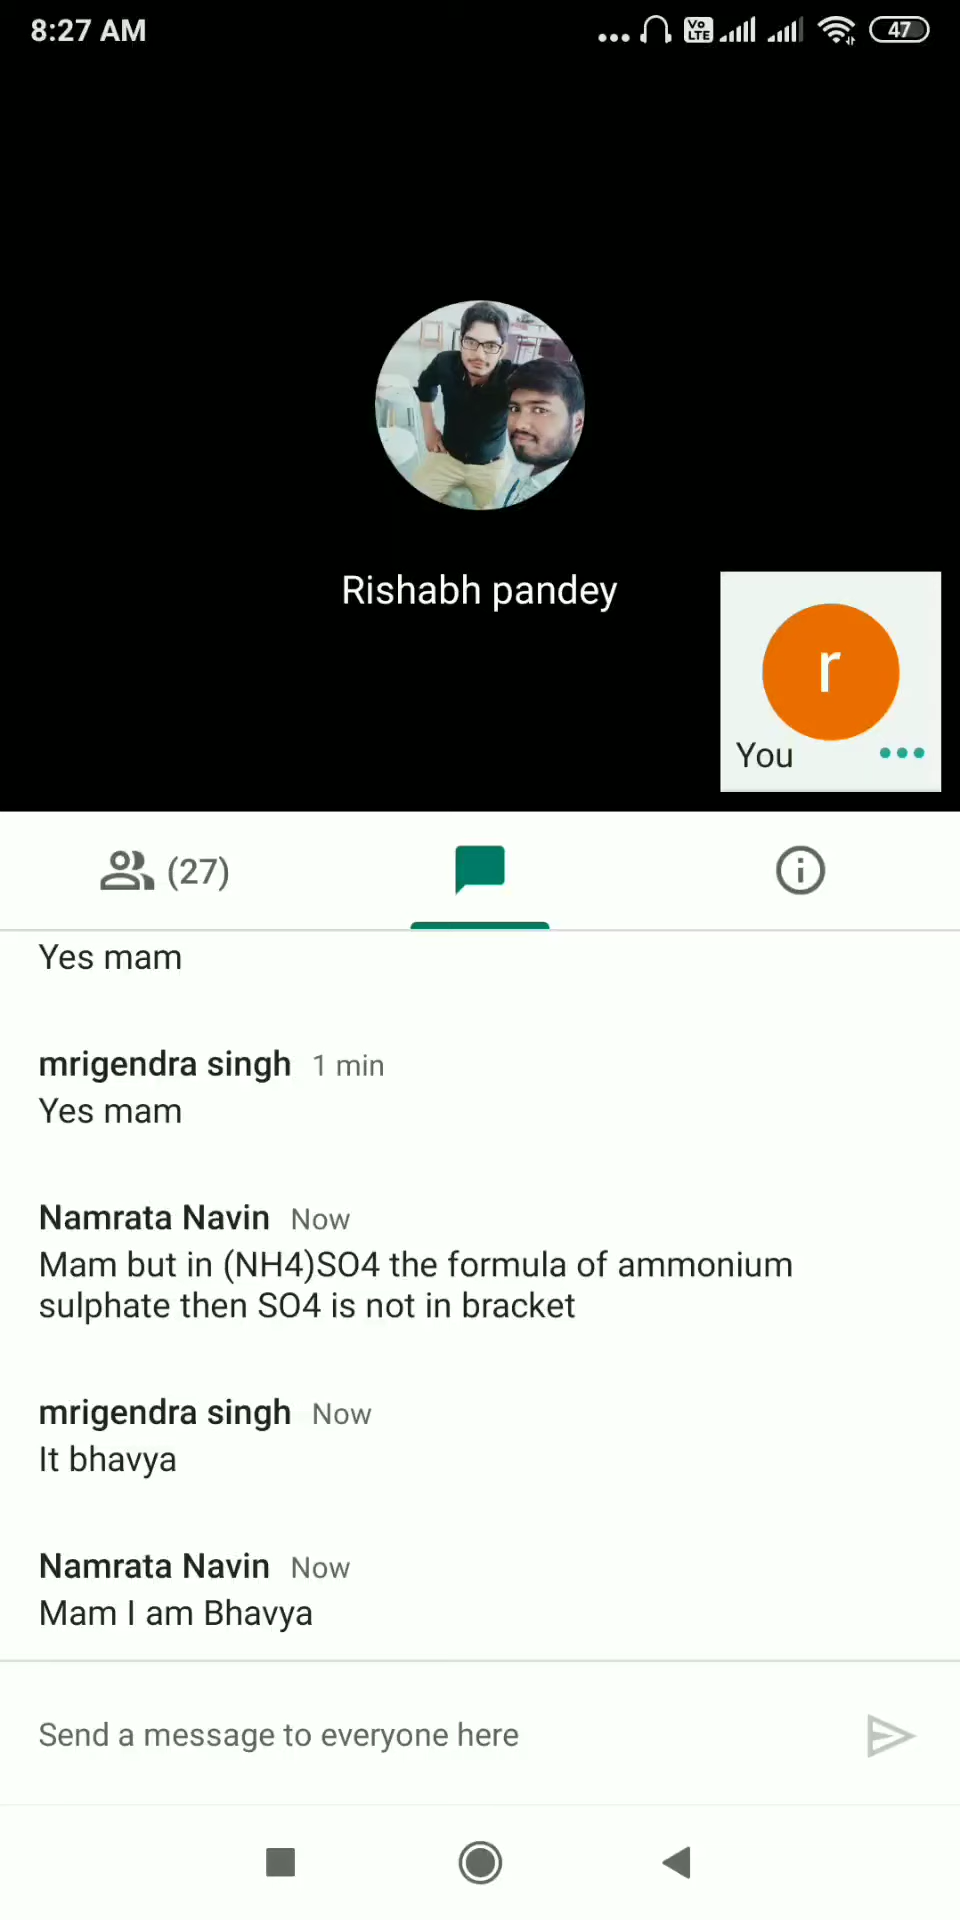 8:27 AM
Vo LTE
47
Rishabh pandey
r
You
(27)
Yes mam
mrigendra singh 1 min
Yes mam
Namrata Navin Now
Mam but in (NH4)SO4 the formula of ammonium
sulphate then SO4 is not in bracket
mrigendra singh Now
It bhavya
Namrata Navin Now
Mam I am Bhavya
Send a message to everyone here